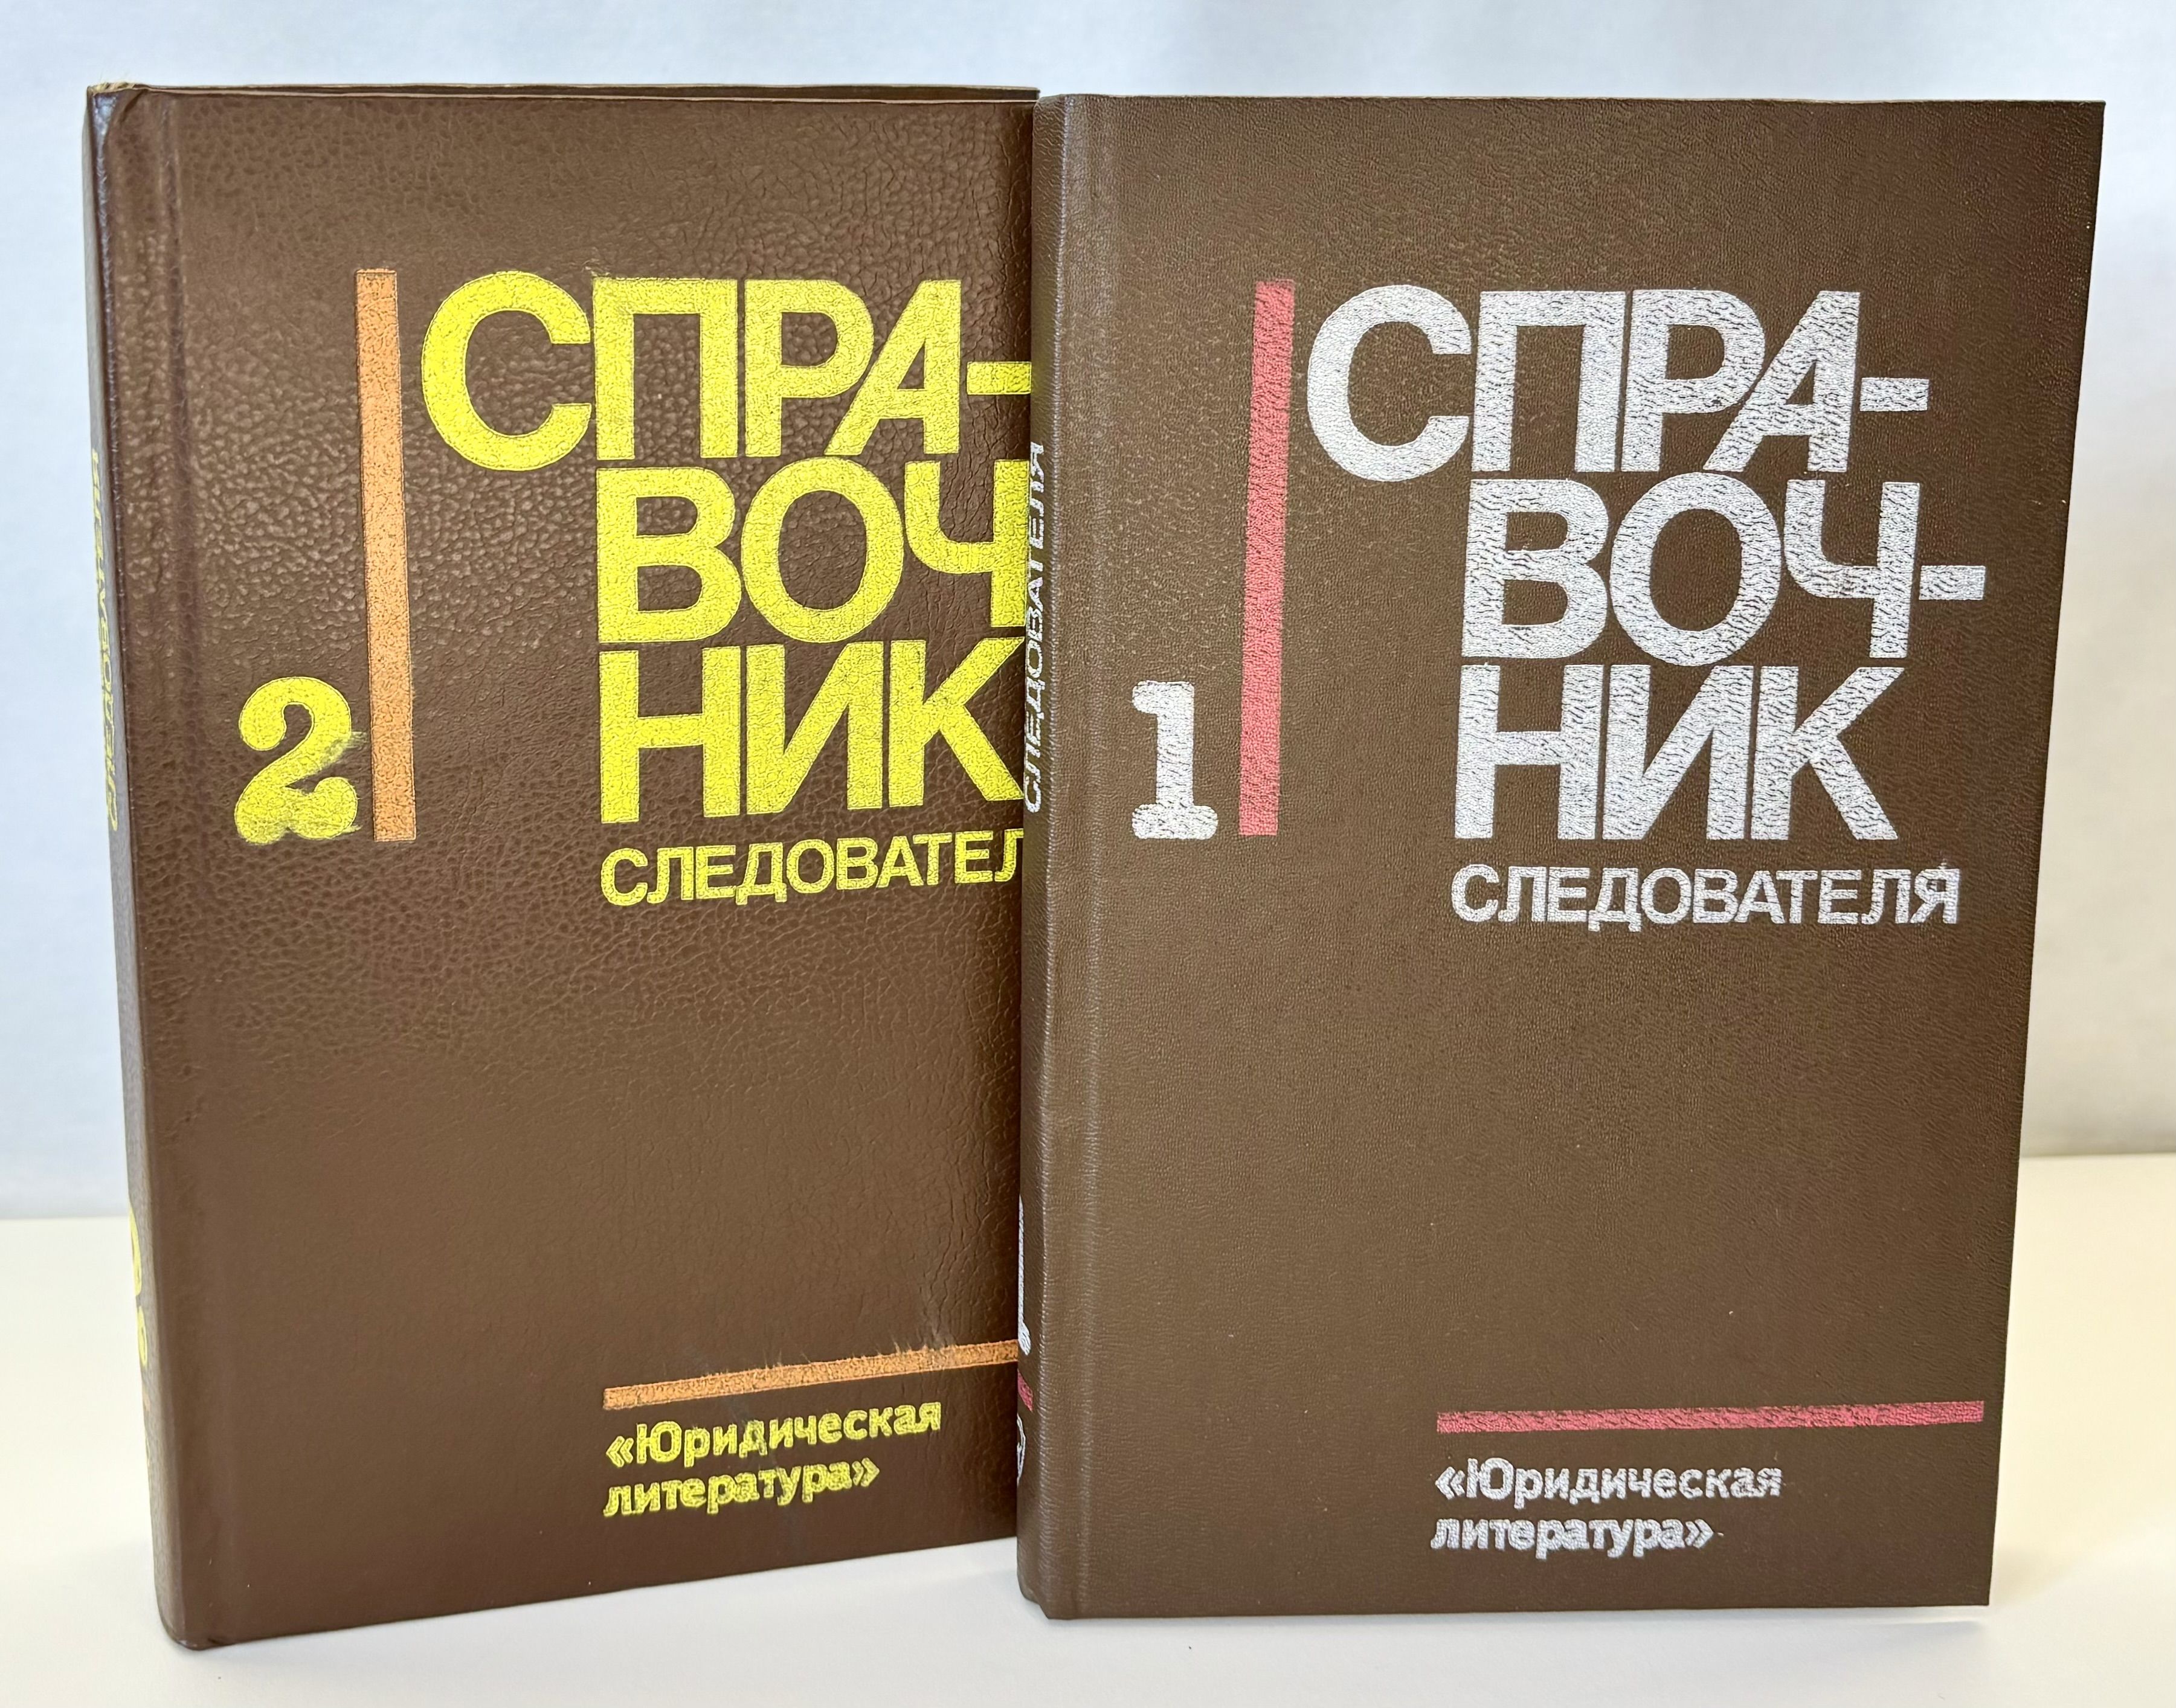 2
СПРА-
ВОЧ
НИК
СЛЕДОВАТЕЛ
«Юридическая
литература»
СЛЕДОВАТЕЛЯ
1
СПРА-
ВОЧ-
НИК
СЛЕДОВАТЕЛЯ
«Юридическая
литература»